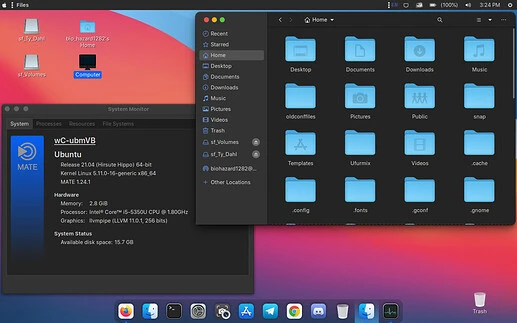 Files
EN
(100%)
3:24 PM
sf_Ty_Dahl
bio_hazard1282's
Home
sf_Volumes
Computer
Home
Recent
Starred
Home
Desktop
Documents
Downloads
Music
Pictures
Videos
Trash
sf_Volumes
sf_Ty_Dahl
biohazard1282@...
Other Locations
Desktop
Documents
Downloads
Music
oldconffiles
Pictures
Public
snap
Templates
Ufurmix
Videos
.cache
.config
.fonts
.gconf
.gnome
System Monitor
System
Processes
Resources
File Systems
MATE
wC-ubmVB
Ubuntu
Release 21.04 (Hirsute Hippo) 64-bit
Kernel Linux 5.11.0-16-generic x86_64
MATE 1.24.1
Hardware
Memory: 2.8 GiB
Processor: Intel® Core™ i5-5350U CPU @ 1.80GHz
Graphics: llvmpipe (LLVM 11.0.1, 256 bits)
System Status
Available disk space: 15.7 GB
Trash